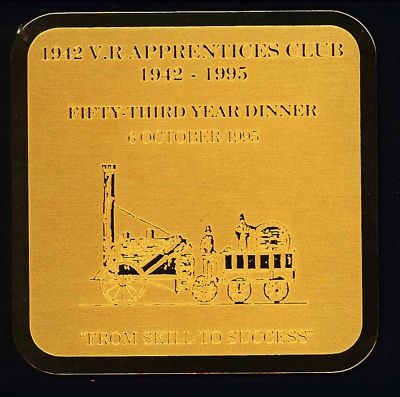 1942 V.R APPRENTICES CLUB
1942 - 1995
FIFTY-THIRD YEAR DINNER
6 OCTOBER 1995
"FROM SKILL TO SUCCESS"